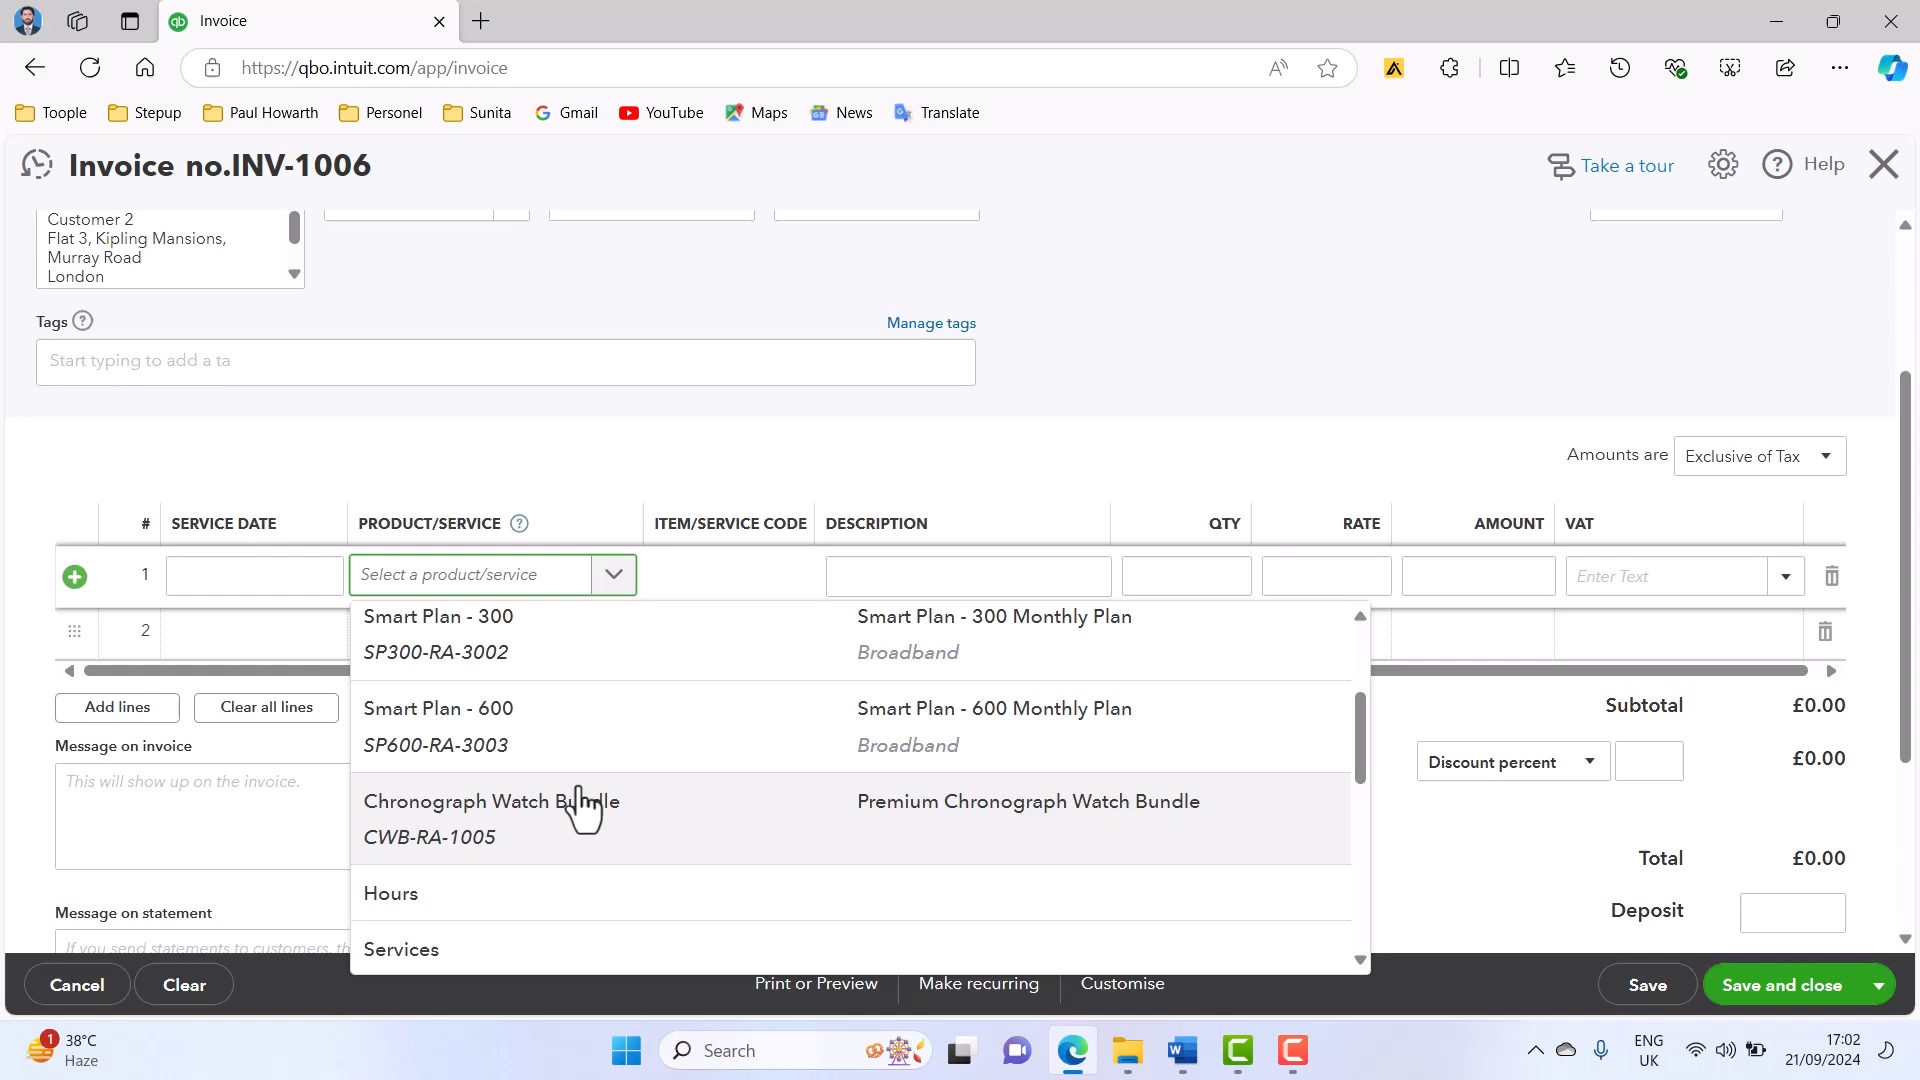 Invoice
https://qbo.intuit.com/app/invoice
Toople Stepup Paul Howarth Personel Sunita Gmail YouTube Maps News Translate
Invoice no.INV-1006
Take a tour Help
Customer 2
Flat 3, Kipling Mansions,
Murray Road
London
Tags Manage tags
Start typing to add a ta
Amounts are Exclusive of Tax
# SERVICE DATE PRODUCT/SERVICE ITEM/SERVICE CODE DESCRIPTION QTY RATE AMOUNT VAT
1 Select a product/service Enter Text
2
Smart Plan - 300 Smart Plan - 300 Monthly Plan
SP300-RA-3002 Broadband
Smart Plan - 600 Smart Plan - 600 Monthly Plan
SP600-RA-3003 Broadband
Chronograph Watch Bundle Premium Chronograph Watch Bundle
CWB-RA-1005
Hours
Services
Add lines Clear all lines
Message on invoice
This will show up on the invoice.
Message on statement
If you send statements to customers, th
Subtotal £0.00
Discount percent £0.00
Total £0.00
Deposit
Cancel Clear Print or Preview Make recurring Customise Save Save and close
1 38°C
Haze
Search
ENG
UK
17:02
21/09/2024